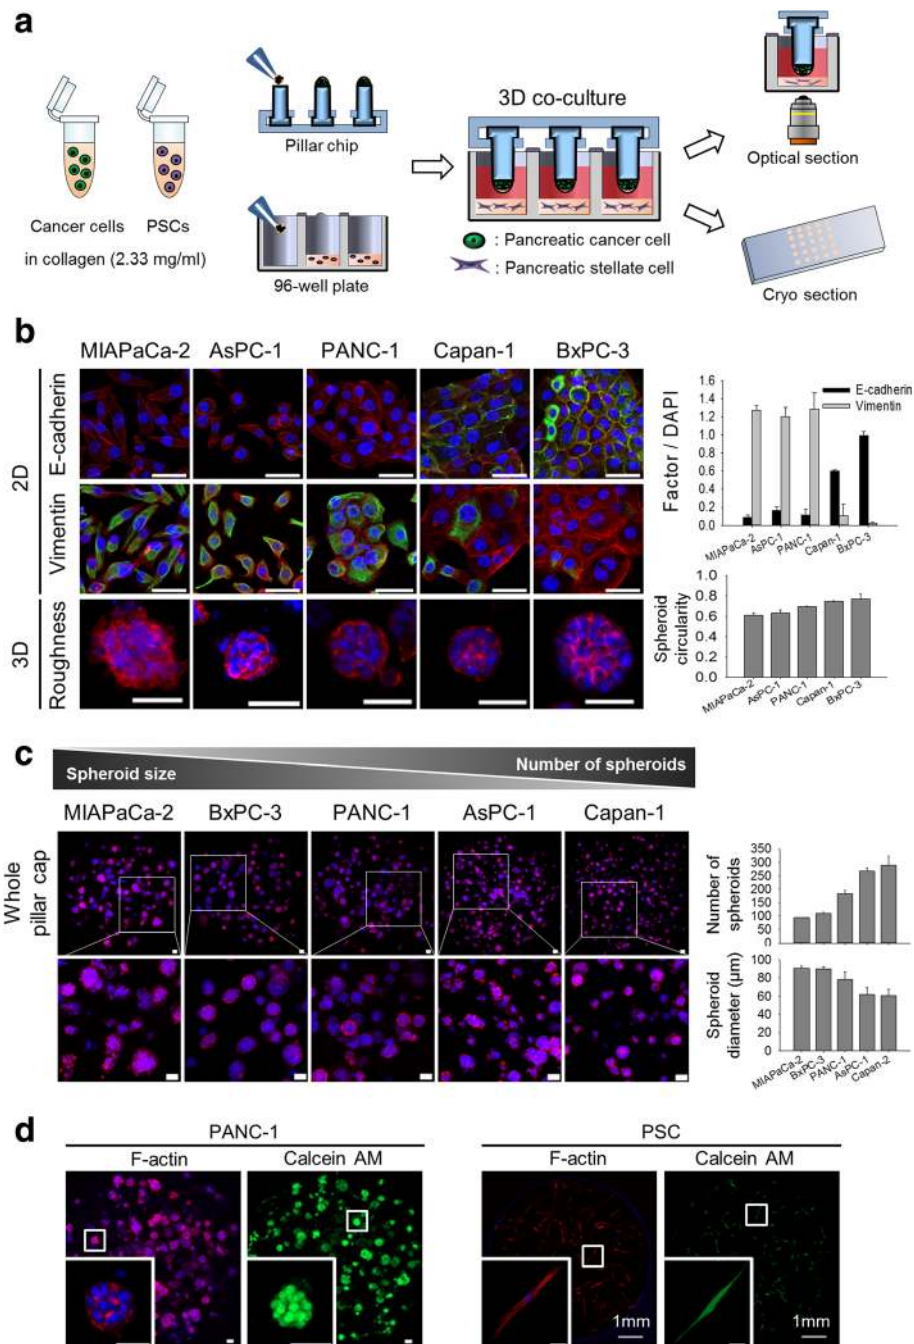 a
Cancer cells
PSCs
in collagen (2.33 mg/ml)
Pillar chip
96-well plate
3D co-culture
: Pancreatic cancer cell
: Pancreatic stellate cell
Optical section
Cryo section
b
MIAPaCa-2
AsPC-1
PANC-1
Capan-1
BxPC-3
2D
E-cadherin
Vimentin
3D
Roughness
Factor / DAPI
1.6
1.4
1.2
1.0
0.8
0.6
0.4
0.2
0.0
E-cadherin
Vimentin
MIAPaCa-2
AsPC-1
PANC-1
Capan-1
BxPC-3
Spheroid
circularity
1.0
0.8
0.6
0.4
0.2
0.0
MIAPaCa-2
AsPC-1
PANC-1
Capan-1
BxPC-3
c
Spheroid size
Number of spheroids
MIAPaCa-2
BxPC-3
PANC-1
AsPC-1
Capan-1
Whole
pillar cap
Number of
spheroids
350
300
250
200
150
100
50
0
Spheroid
diameter (µm)
100
80
60
40
20
0
MIAPaCa-2
BxPC-3
PANC-1
AsPC-1
Capan-2
d
PANC-1
F-actin
Calcein AM
PSC
F-actin
Calcein AM
1mm
1mm